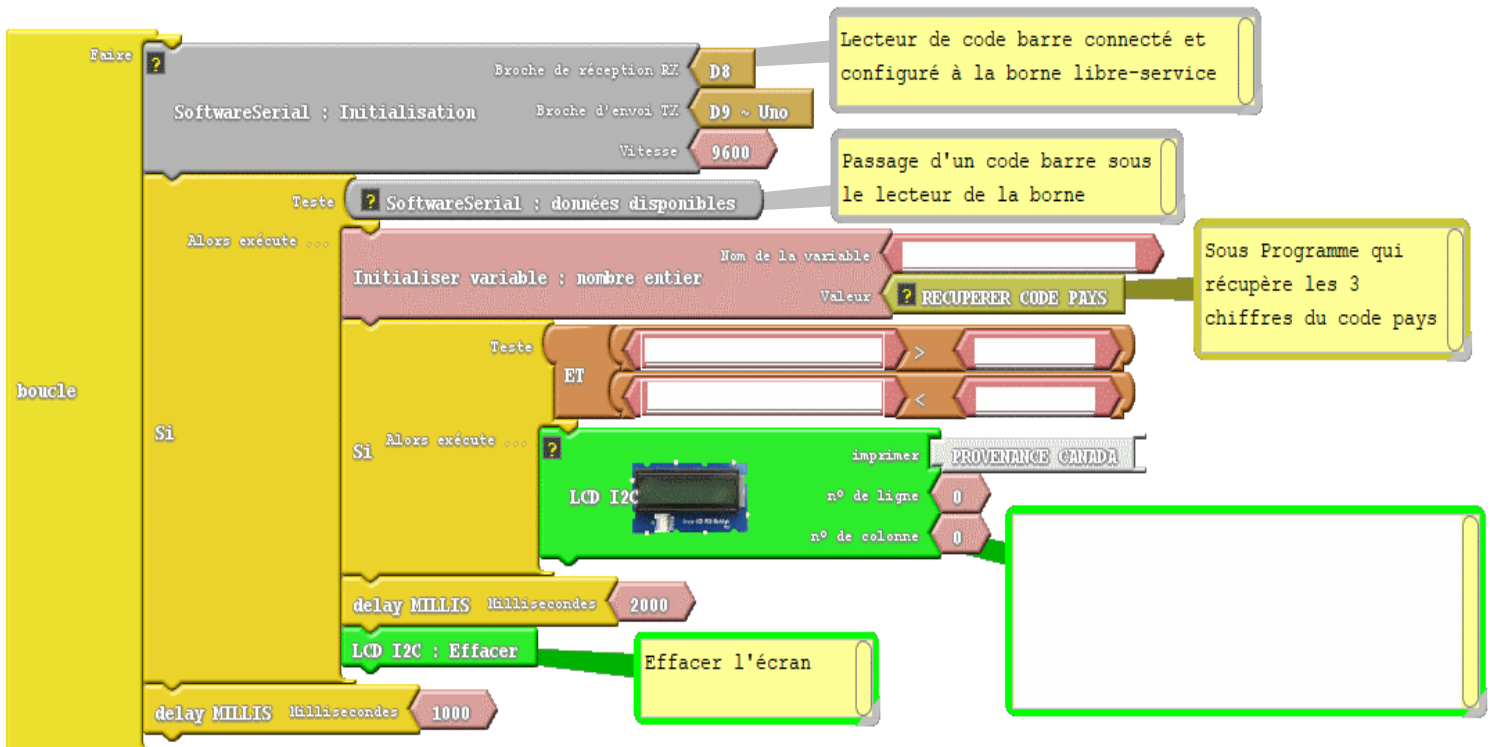 Faire
?
Broche de réception RX
D8
SoftwareSerial : Initialisation
Broche d'envoi TX
D9 ~ Uno
Vitesse
9600
Lecteur de code barre connecté et
configuré à la borne libre-service
Teste
? SoftwareSerial : données disponibles
Passage d'un code barre sous
le lecteur de la borne
Alors exécute ...
Initialiser variable : nombre entier
Nom de la variable
Valeur
? RECUPERER CODE PAYS
Sous Programme qui
récupère les 3
chiffres du code pays
boucle
Si
Teste
ET
>
<
Si
Alors exécute ...
?
LCD I2C
imprimer
PROVENANCE CANADA
n° de ligne
0
n° de colonne
0
delay MILLIS Millisecondes 2000
LCD I2C : Effacer
Effacer l'écran
delay MILLIS Millisecondes 1000